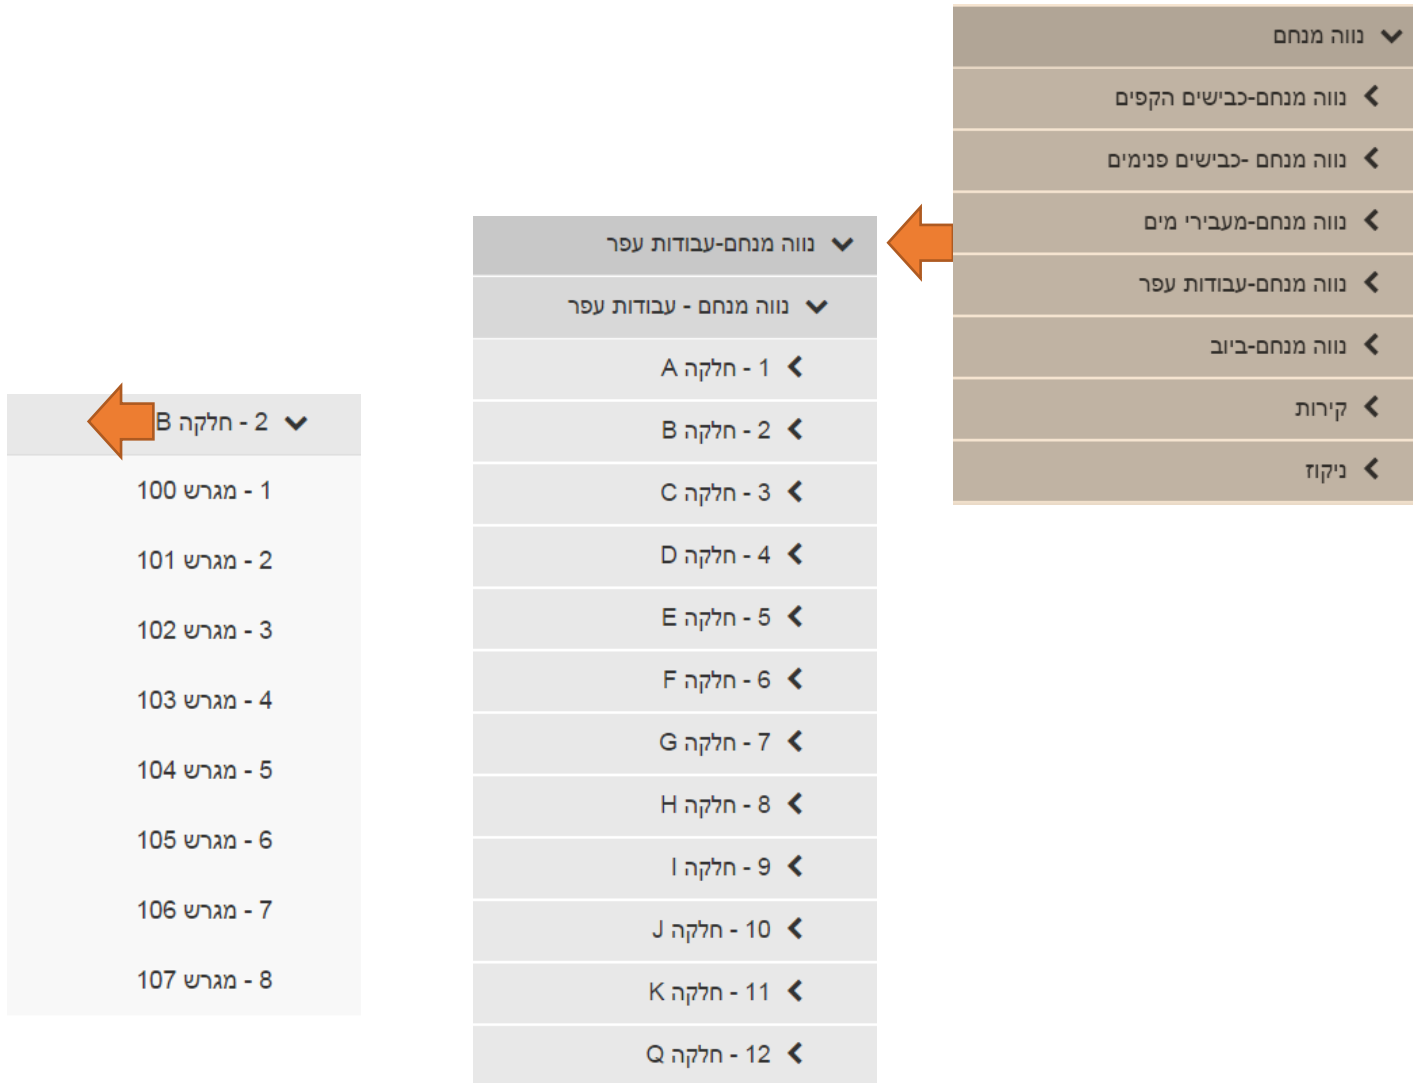 נווה מנחם
נווה מנחם-כבישים הקפים
נווה מנחם -כבישים פנימים
נווה מנחם-מעבירי מים
נווה מנחם-עבודות עפר
נווה מנחם-ביוב
קירות
ניקוז
נווה מנחם-עבודות עפר
נווה מנחם - עבודות עפר
1 - חלקה A
2 - חלקה B
3 - חלקה C
4 - חלקה D
5 - חלקה E
6 - חלקה F
7 - חלקה G
8 - חלקה H
9 - חלקה I
10 - חלקה J
11 - חלקה K
12 - חלקה Q
2 - חלקה B
1 - מגרש 100
2 - מגרש 101
3 - מגרש 102
4 - מגרש 103
5 - מגרש 104
6 - מגרש 105
7 - מגרש 106
8 - מגרש 107